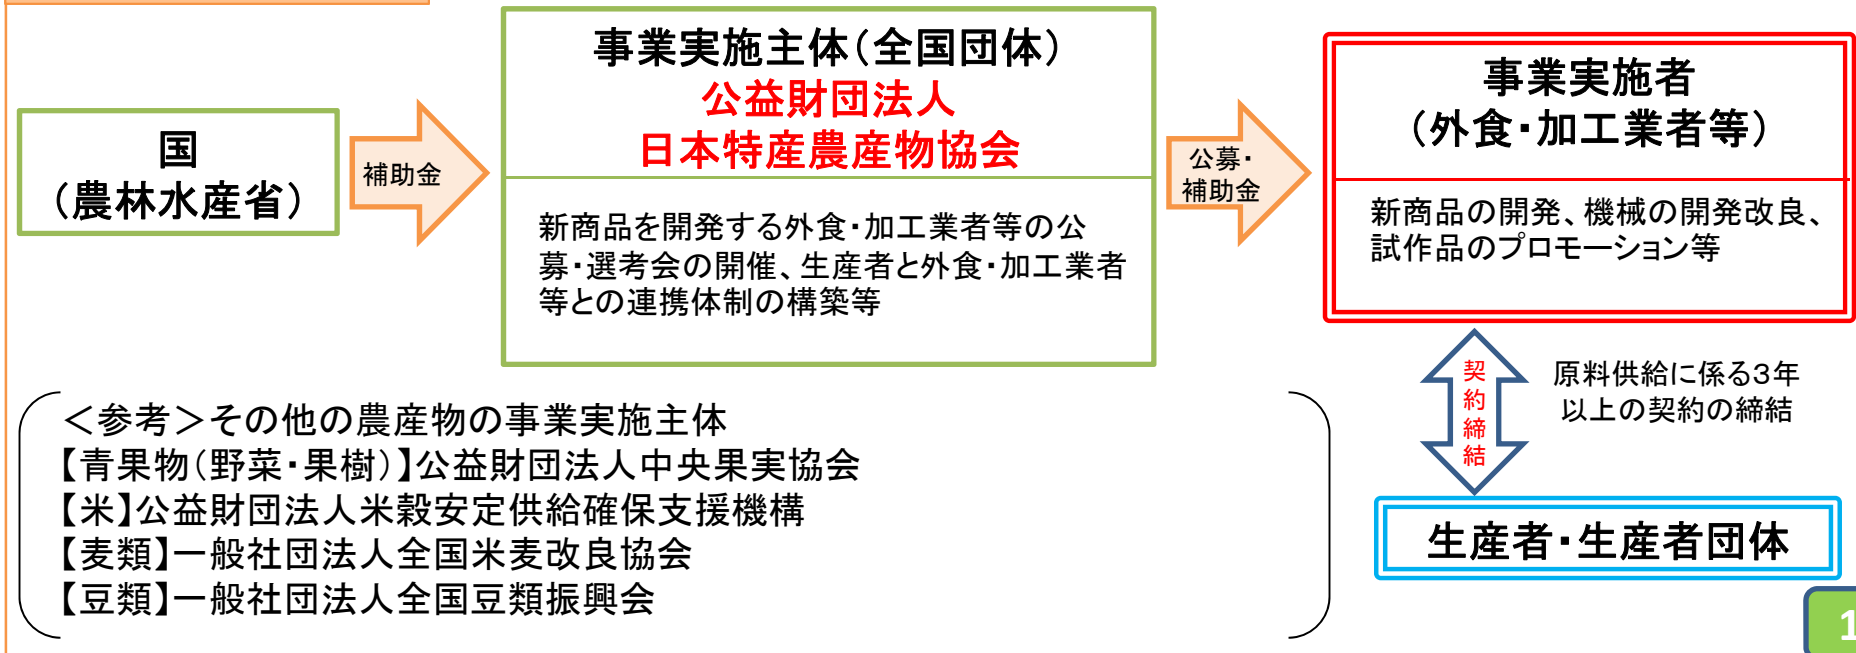 国
（農林水産省）
補助金
事業実施主体（全国団体）
公益財団法人
日本特産農産物協会
新商品を開発する外食・加工業者等の公
募・選考会の開催、生産者と外食・加工業者
等との連携体制の構築等
公募・
補助金
事業実施者
（外食・加工業者等）
新商品の開発、機械の開発改良、
試作品のプロモーション等
契約締結
原料供給に係る3年
以上の契約の締結
生産者・生産者団体
＜参考＞その他の農産物の事業実施主体
【青果物（野菜・果樹）】公益財団法人中央果実協会
【米】公益財団法人米穀安定供給確保支援機構
【麦類】一般社団法人全国米麦改良協会
【豆類】一般社団法人全国豆類振興会
1